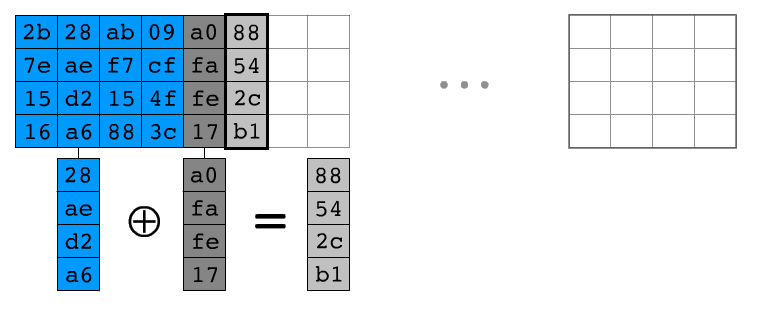 2b 28 ab 09 a0 88
7e ae f7 cf fa 54
15 d2 15 4f fe 2c
16 a6 88 3c 17 b1
...
28 a0 88
ae ⊕ fa = 54
d2 fe 2c
a6 17 b1